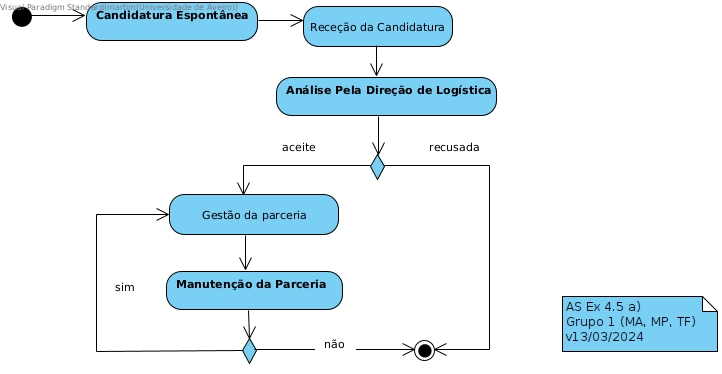 Visual Paradigm Standard(martim(Universidade de Aveiro))
Candidatura Espontânea
Receção da Candidatura
Análise Pela Direção de Logística
aceite
recusada
Gestão da parceria
sim
Manutenção da Parceria
não
AS Ex 4.5 a)
Grupo 1 (MA, MP, TF)
v13/03/2024